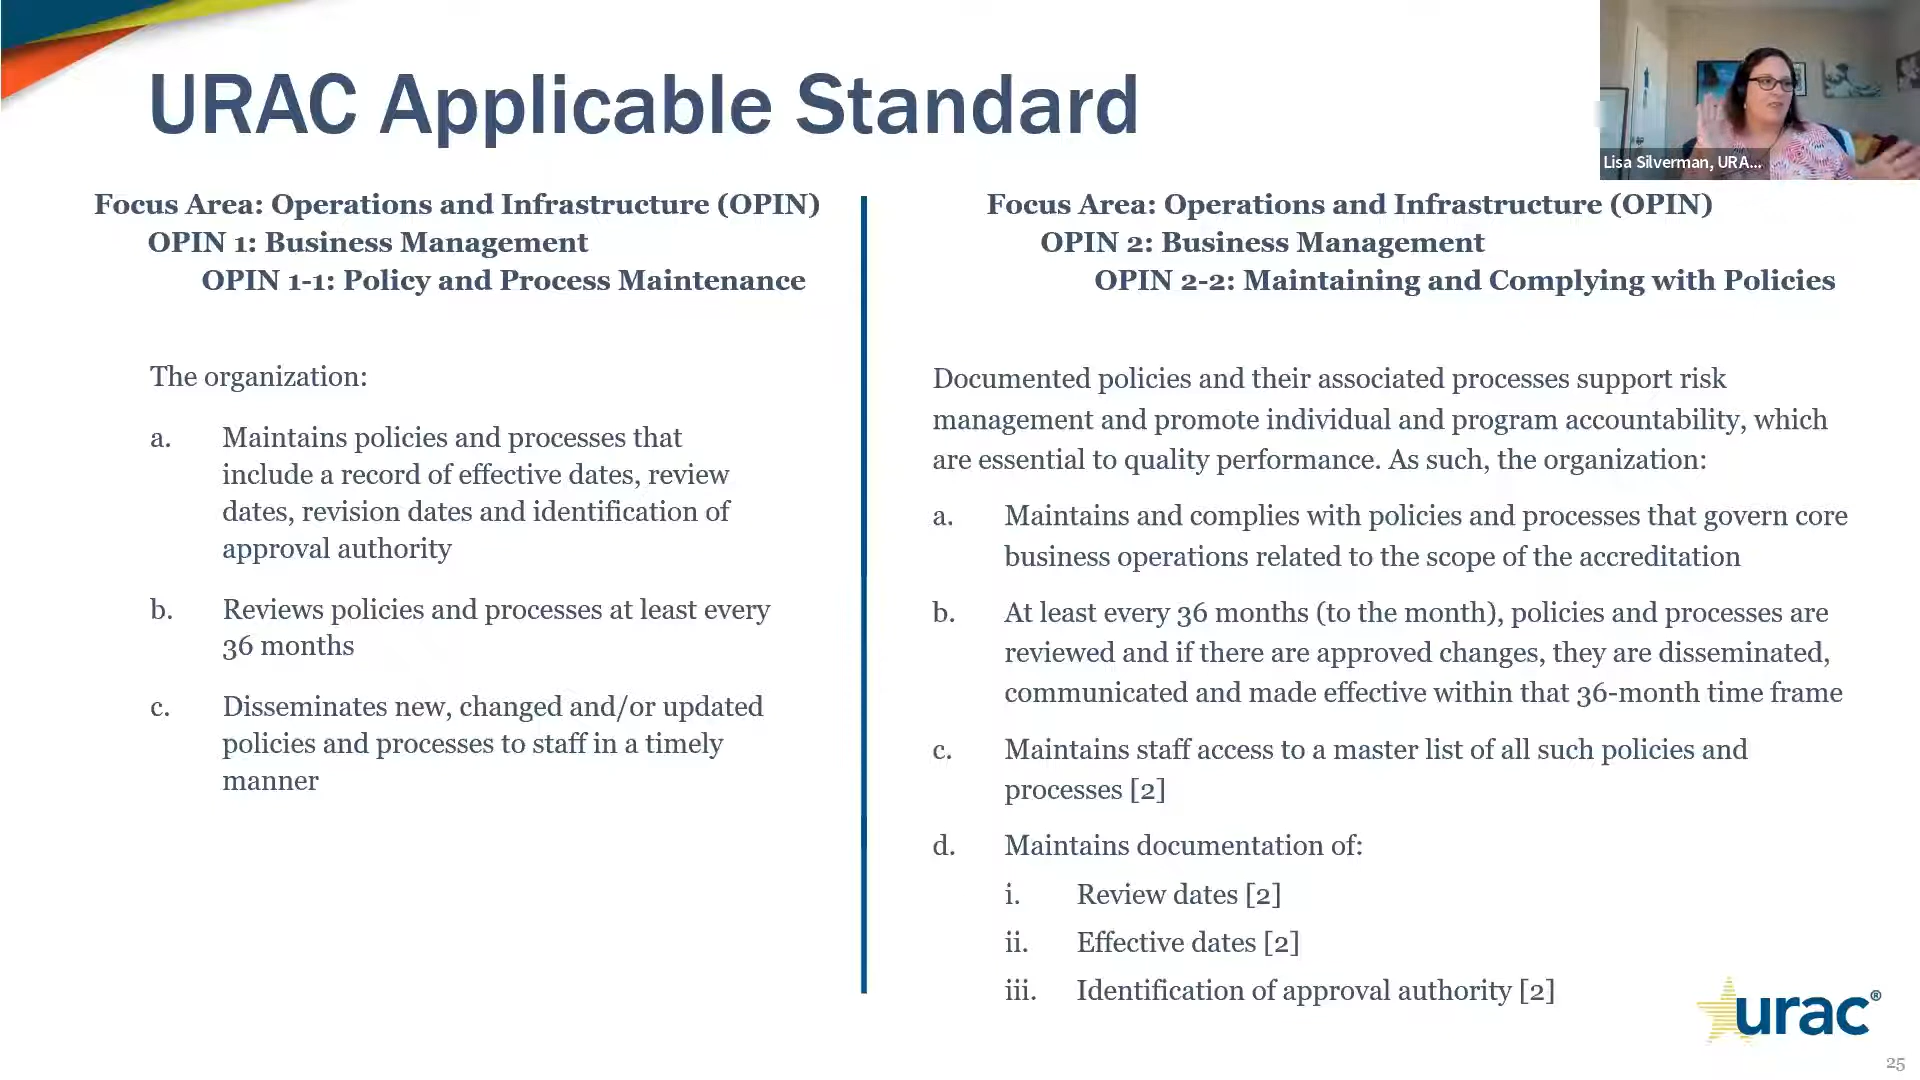 URAC Applicable Standard
Lisa Silverman, URA...
Focus Area: Operations and Infrastructure (OPIN)
OPIN 1: Business Management
OPIN 1-1: Policy and Process Maintenance
The organization:
a. Maintains policies and processes that
include a record of effective dates, review
dates, revision dates and identification of
approval authority
b. Reviews policies and processes at least every
36 months
c. Disseminates new, changed and/or updated
policies and processes to staff in a timely
manner
Focus Area: Operations and Infrastructure (OPIN)
OPIN 2: Business Management
OPIN 2-2: Maintaining and Complying with Policies
Documented policies and their associated processes support risk
management and promote individual and program accountability, which
are essential to quality performance. As such, the organization:
a. Maintains and complies with policies and processes that govern core
business operations related to the scope of the accreditation
b. At least every 36 months (to the month), policies and processes are
reviewed and if there are approved changes, they are disseminated,
communicated and made effective within that 36-month time frame
c. Maintains staff access to a master list of all such policies and
processes [2]
d. Maintains documentation of:
i. Review dates [2]
ii. Effective dates [2]
iii. Identification of approval authority [2]
urac®
25